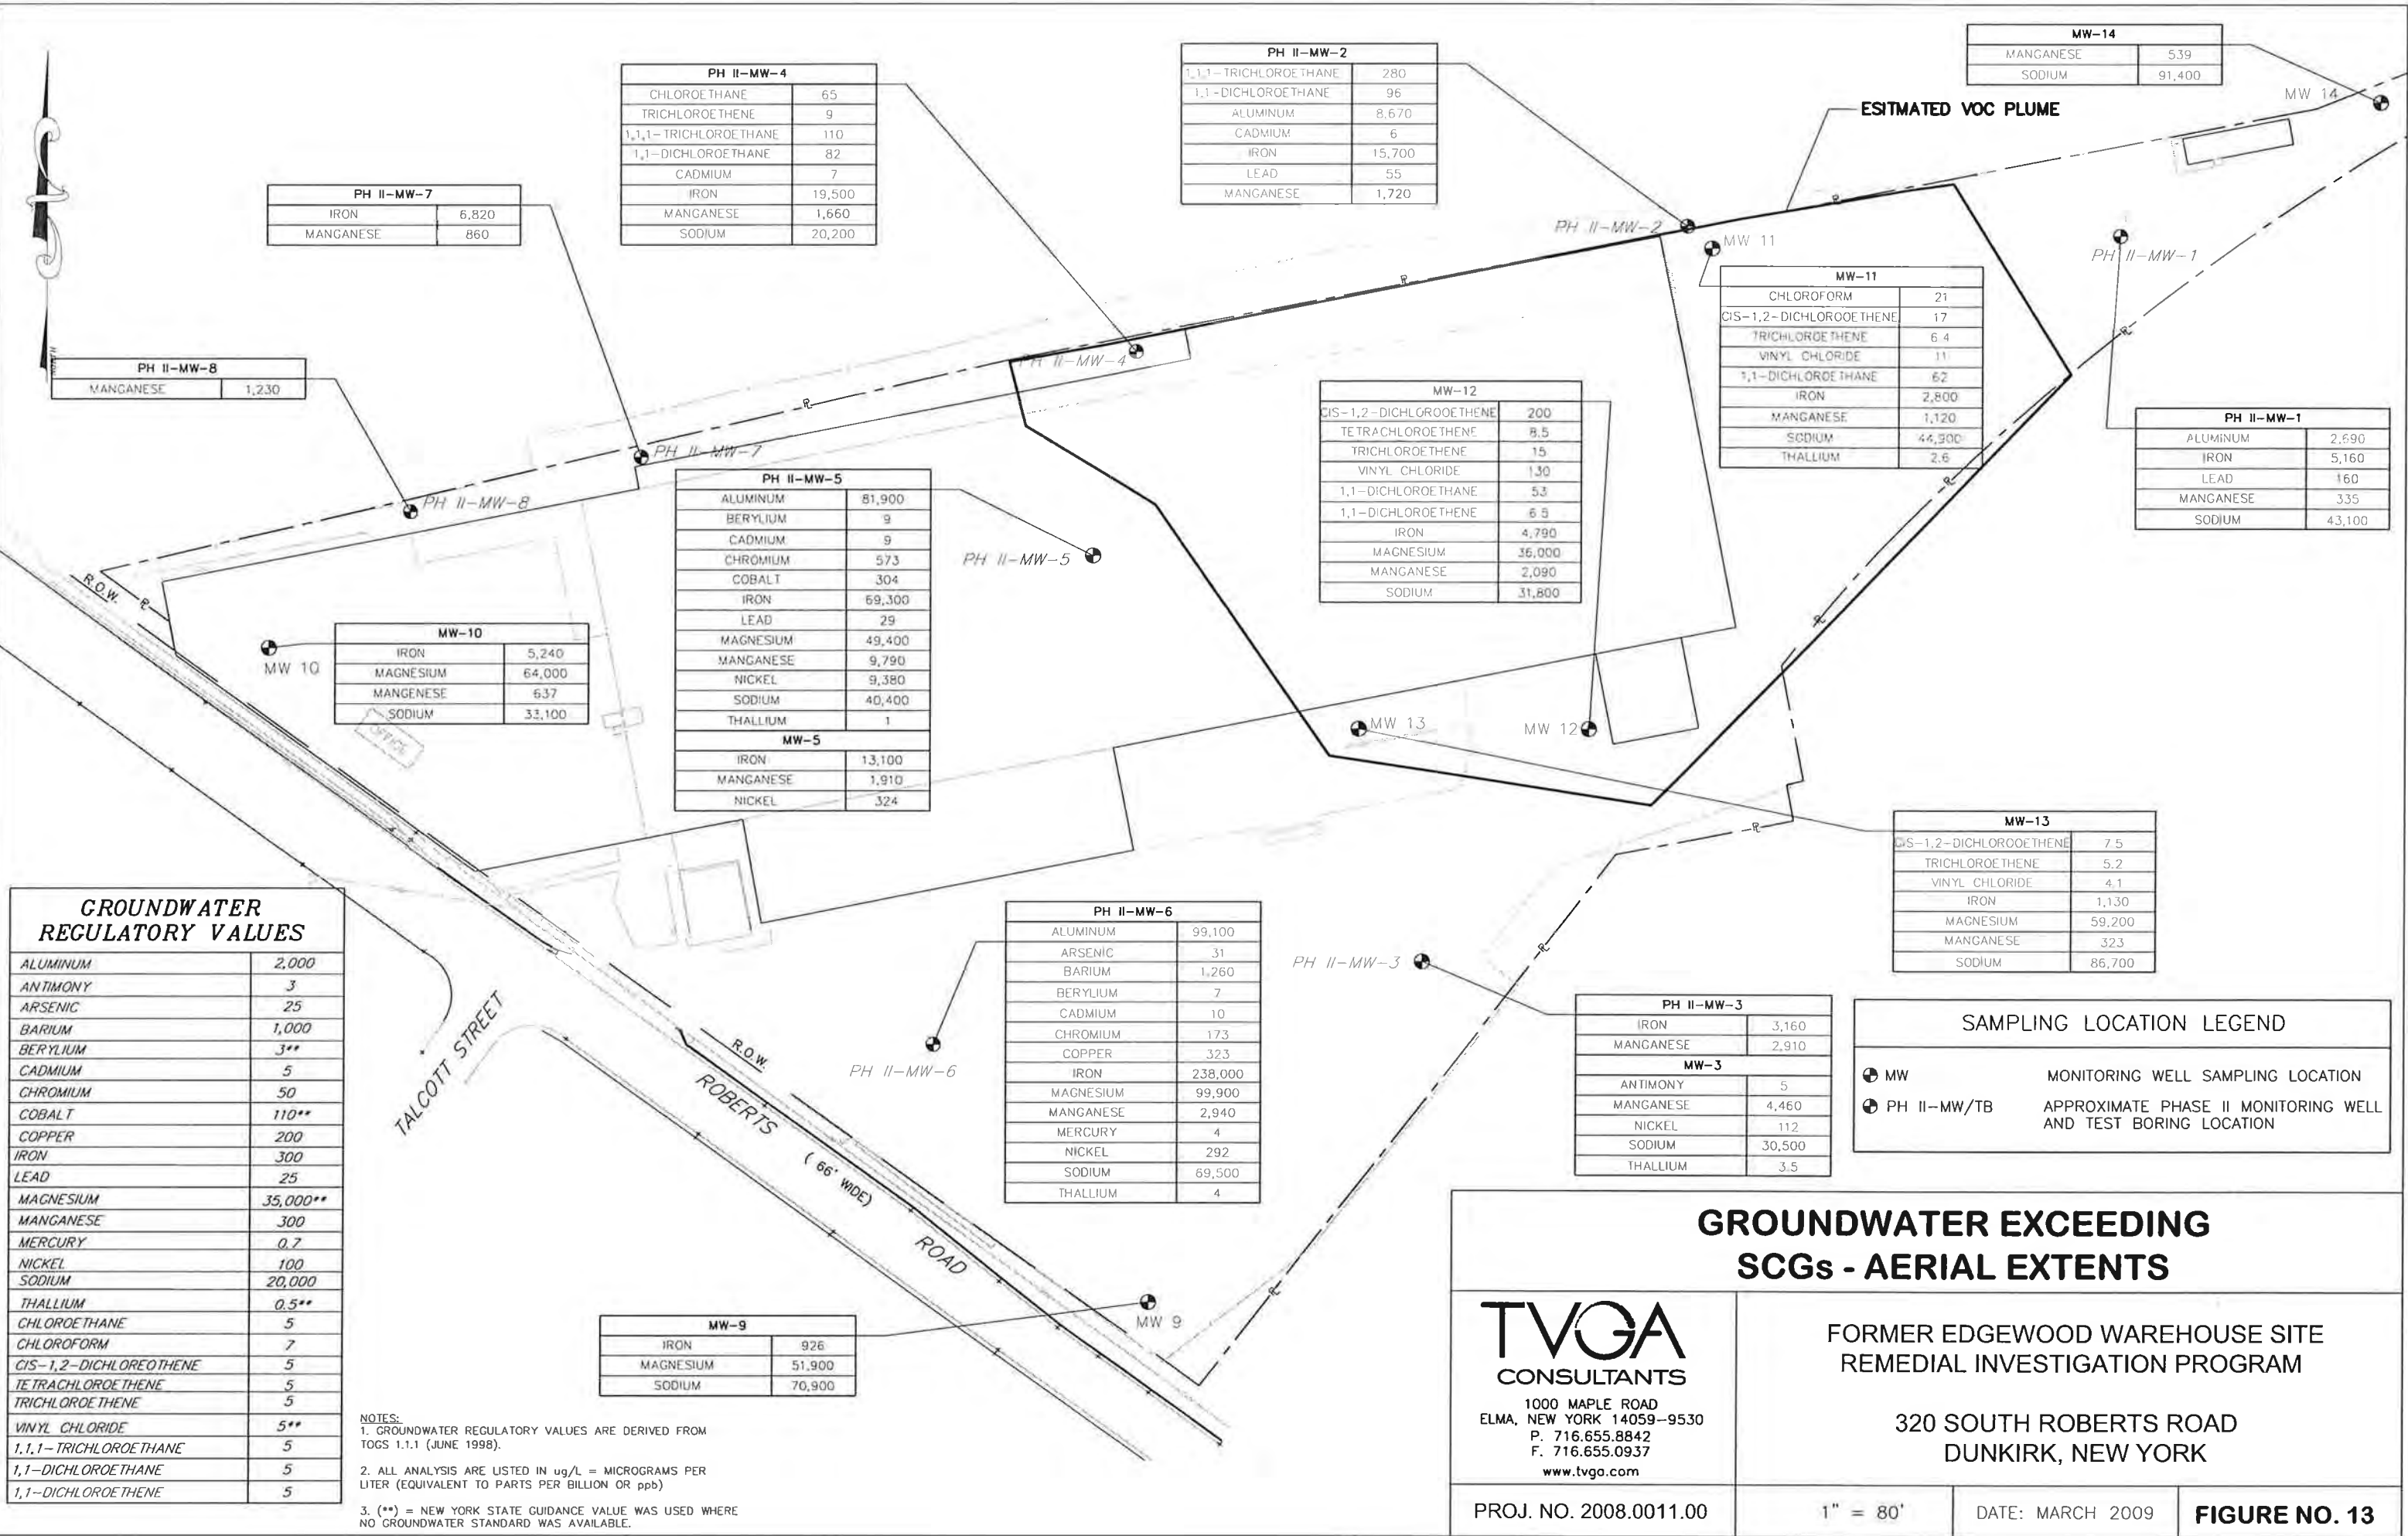 PH II-MW-4
CHLOROETHANE 65
TRICHLOROETHENE 9
1,1,1-TRICHLOROETHANE 110
1,1-DICHLOROETHANE 82
CADMIUM 7
IRON 19,500
MANGANESE 1,660
SODIUM 20,200
PH II-MW-2
1,1,1-TRICHLOROETHANE 280
1,1-DICHLOROETHANE 96
ALUMINUM 8,670
CADMIUM 6
IRON 15,700
LEAD 55
MANGANESE 1,720
MW-14
MANGANESE 539
SODIUM 91,400
MW 14
ESITMATED VOC PLUME
PH II-MW-7
IRON 6,820
MANGANESE 860
NORTH
PH II-MW-8
MANGANESE 1,230
PH II-MW-2
MW 11
PH II-MW-1
PH II-MW-4
PH II-MW-7
PH II-MW-8
PH II-MW-5
MW-11
CHLOROFORM 21
CIS-1,2-DICHLOROOETHENE 17
TRICHLOROETHENE 6.4
VINYL CHLORIDE 11
1,1-DICHLOROETHANE 62
IRON 2,800
MANGANESE 1,120
SODIUM 44,900
THALLIUM 2.6
MW-12
CIS-1,2-DICHLOROOETHENE 200
TETRACHLOROETHENE 8.5
TRICHLOROETHENE 15
VINYL CHLORIDE 130
1,1-DICHLOROETHANE 53
1,1-DICHLOROETHENE 6.5
IRON 4,790
MAGNESIUM 36,000
MANGANESE 2,090
SODIUM 31,800
PH II-MW-1
ALUMINUM 2,690
IRON 5,160
LEAD 160
MANGANESE 335
SODIUM 43,100
PH II-MW-5
ALUMINUM 81,900
BERYLIUM 9
CADMIUM 9
CHROMIUM 573
COBALT 304
IRON 69,300
LEAD 29
MAGNESIUM 49,400
MANGANESE 9,790
NICKEL 9,380
SODIUM 40,400
THALLIUM 1
MW-5
IRON 13,100
MANGANESE 1,910
NICKEL 324
R.O.W.
MW 10
MW-10
IRON 5,240
MAGNESIUM 64,000
MANGENESE 637
SODIUM 33,100
OFFICE
MW 13
MW 12
MW-13
CIS-1,2-DICHLOROOETHENE 7.5
TRICHLOROETHENE 5.2
VINYL CHLORIDE 4.1
IRON 1,130
MAGNESIUM 59,200
MANGANESE 323
SODIUM 86,700
GROUNDWATER
REGULATORY VALUES
ALUMINUM 2,000
ANTIMONY 3
ARSENIC 25
BARIUM 1,000
BERYLIUM 3**
CADMIUM 5
CHROMIUM 50
COBALT 110**
COPPER 200
IRON 300
LEAD 25
MAGNESIUM 35,000**
MANGANESE 300
MERCURY 0.7
NICKEL 100
SODIUM 20,000
THALLIUM 0.5**
CHLOROETHANE 5
CHLOROFORM 7
CIS-1,2-DICHLOREOTHENE 5
TETRACHLOROETHENE 5
TRICHLOROETHENE 5
VINYL CHLORIDE 5**
1,1,1-TRICHLOROETHANE 5
1,1-DICHLOROETHANE 5
1,1-DICHLOROETHENE 5
TALCOTT STREET
R.O.W.
ROBERTS
( 66' WIDE)
ROAD
PH II-MW-6
PH II-MW-6
ALUMINUM 99,100
ARSENIC 31
BARIUM 1,260
BERYLIUM 7
CADMIUM 10
CHROMIUM 173
COPPER 323
IRON 238,000
MAGNESIUM 99,900
MANGANESE 2,940
MERCURY 4
NICKEL 292
SODIUM 69,500
THALLIUM 4
PH II-MW-3
PH II-MW-3
IRON 3,160
MANGANESE 2,910
MW-3
ANTIMONY 5
MANGANESE 4,460
NICKEL 112
SODIUM 30,500
THALLIUM 3.5
SAMPLING LOCATION LEGEND
MW MONITORING WELL SAMPLING LOCATION
PH II-MW/TB APPROXIMATE PHASE II MONITORING WELL
AND TEST BORING LOCATION
MW 9
MW-9
IRON 926
MAGNESIUM 51,900
SODIUM 70,900
NOTES:
1. GROUNDWATER REGULATORY VALUES ARE DERIVED FROM
TOGS 1.1.1 (JUNE 1998).
2. ALL ANALYSIS ARE LISTED IN ug/L = MICROGRAMS PER
LITER (EQUIVALENT TO PARTS PER BILLION OR ppb)
3. (**) = NEW YORK STATE GUIDANCE VALUE WAS USED WHERE
NO GROUNDWATER STANDARD WAS AVAILABLE.
GROUNDWATER EXCEEDING
SCGs - AERIAL EXTENTS
TVGA
CONSULTANTS
1000 MAPLE ROAD
ELMA, NEW YORK 14059-9530
P. 716.655.8842
F. 716.655.0937
www.tvga.com
FORMER EDGEWOOD WAREHOUSE SITE
REMEDIAL INVESTIGATION PROGRAM
320 SOUTH ROBERTS ROAD
DUNKIRK, NEW YORK
PROJ. NO. 2008.0011.00
1" = 80'
DATE: MARCH 2009
FIGURE NO. 13